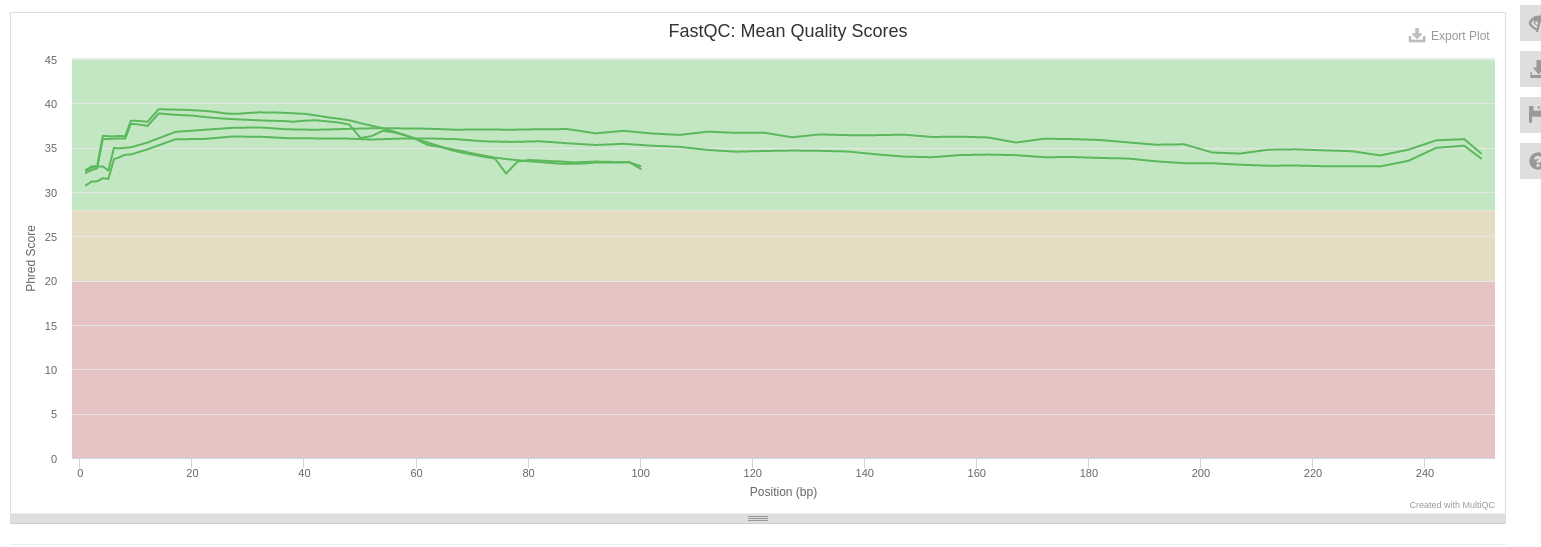 FastQC: Mean Quality Scores
Export Plot
45
40
35
30
25
20
15
10
5
0
Phred Score
0 20 40 60 80 100 120 140 160 180 200 220 240
Position (bp)
Created with MultiQC